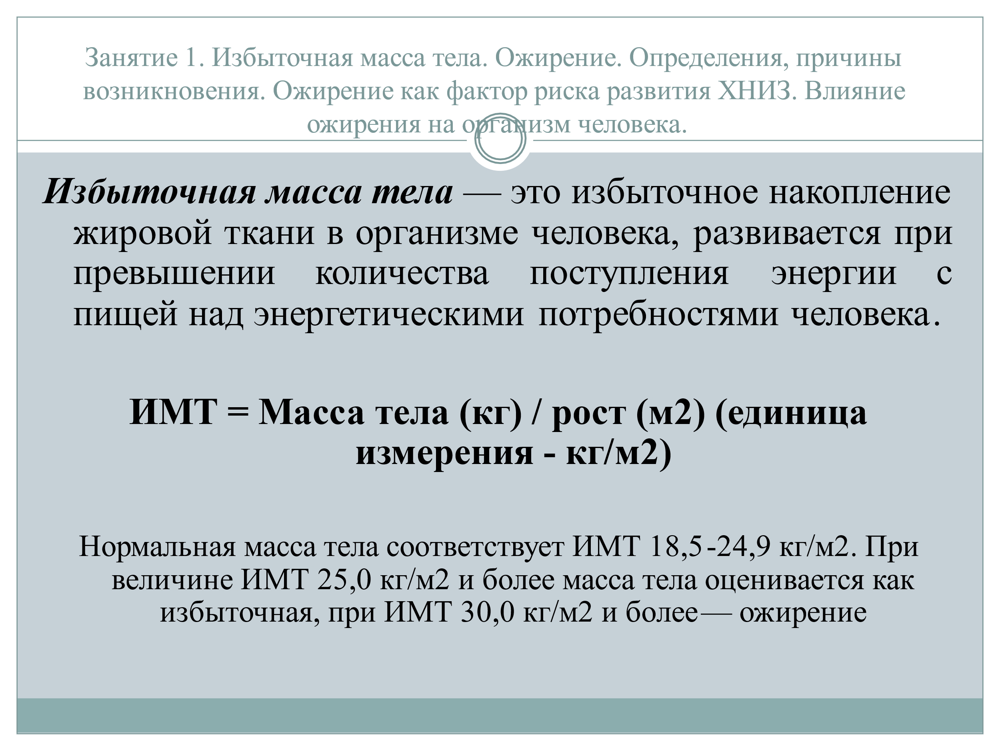 Занятие 1. Избыточная масса тела. Ожирение. Определения, причины
возникновения. Ожирение как фактор риска развития ХНИЗ. Влияние
ожирения на организм человека.
Избыточная масса тела — это избыточное накопление
жировой ткани в организме человека, развивается при
превышении количества поступления энергии с
пищей над энергетическими потребностями человека.
ИМТ = Масса тела (кг) / рост (м2) (единица
измерения - кг/м2)
Нормальная масса тела соответствует ИМТ 18,5-24,9 кг/м2. При
величине ИМТ 25,0 кг/м2 и более масса тела оценивается как
избыточная, при ИМТ 30,0 кг/м2 и более— ожирение